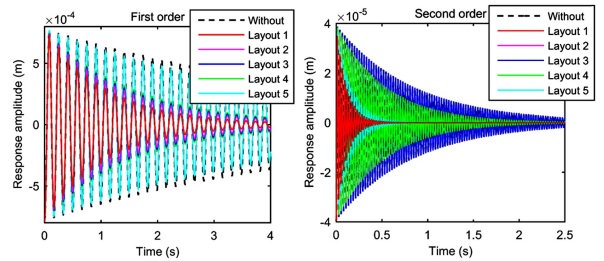 First order
×10⁻⁴
Response amplitude (m)
5
0
-5
0
1
2
3
4
Time (s)
Without
Layout 1
Layout 2
Layout 3
Layout 4
Layout 5
Second order
×10⁻⁵
Response amplitude (m)
4
2
0
-2
-4
0
0.5
1
1.5
2
2.5
Time (s)
Without
Layout 1
Layout 2
Layout 3
Layout 4
Layout 5